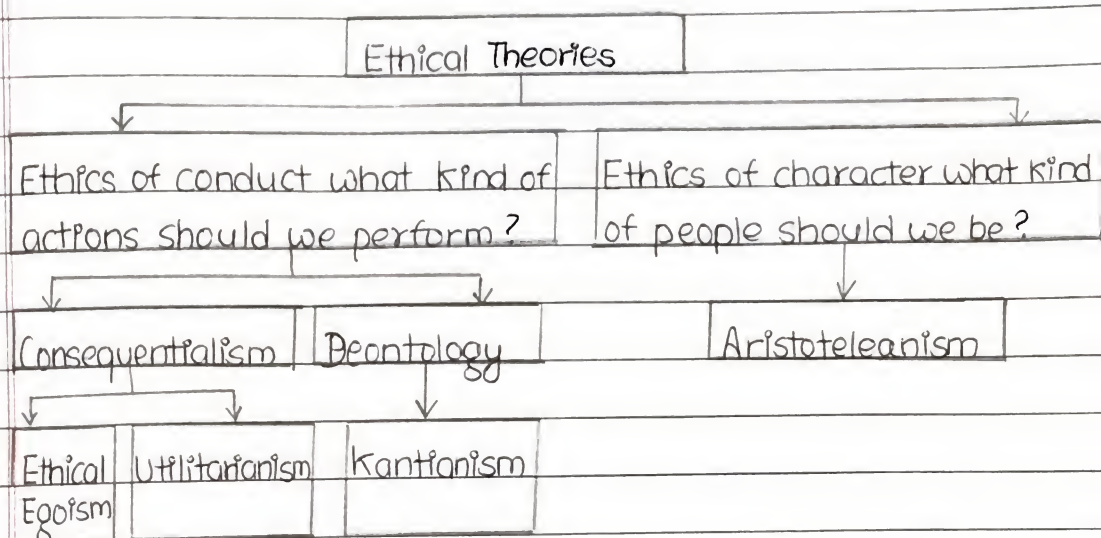 Ethical Theories
Ethics of conduct what kind of
actions should we perform?
Ethics of character what kind
of people should we be?
Consequentialism
Deontology
Aristoteleanism
Ethical
Egoism
Utilitarianism
Kantianism